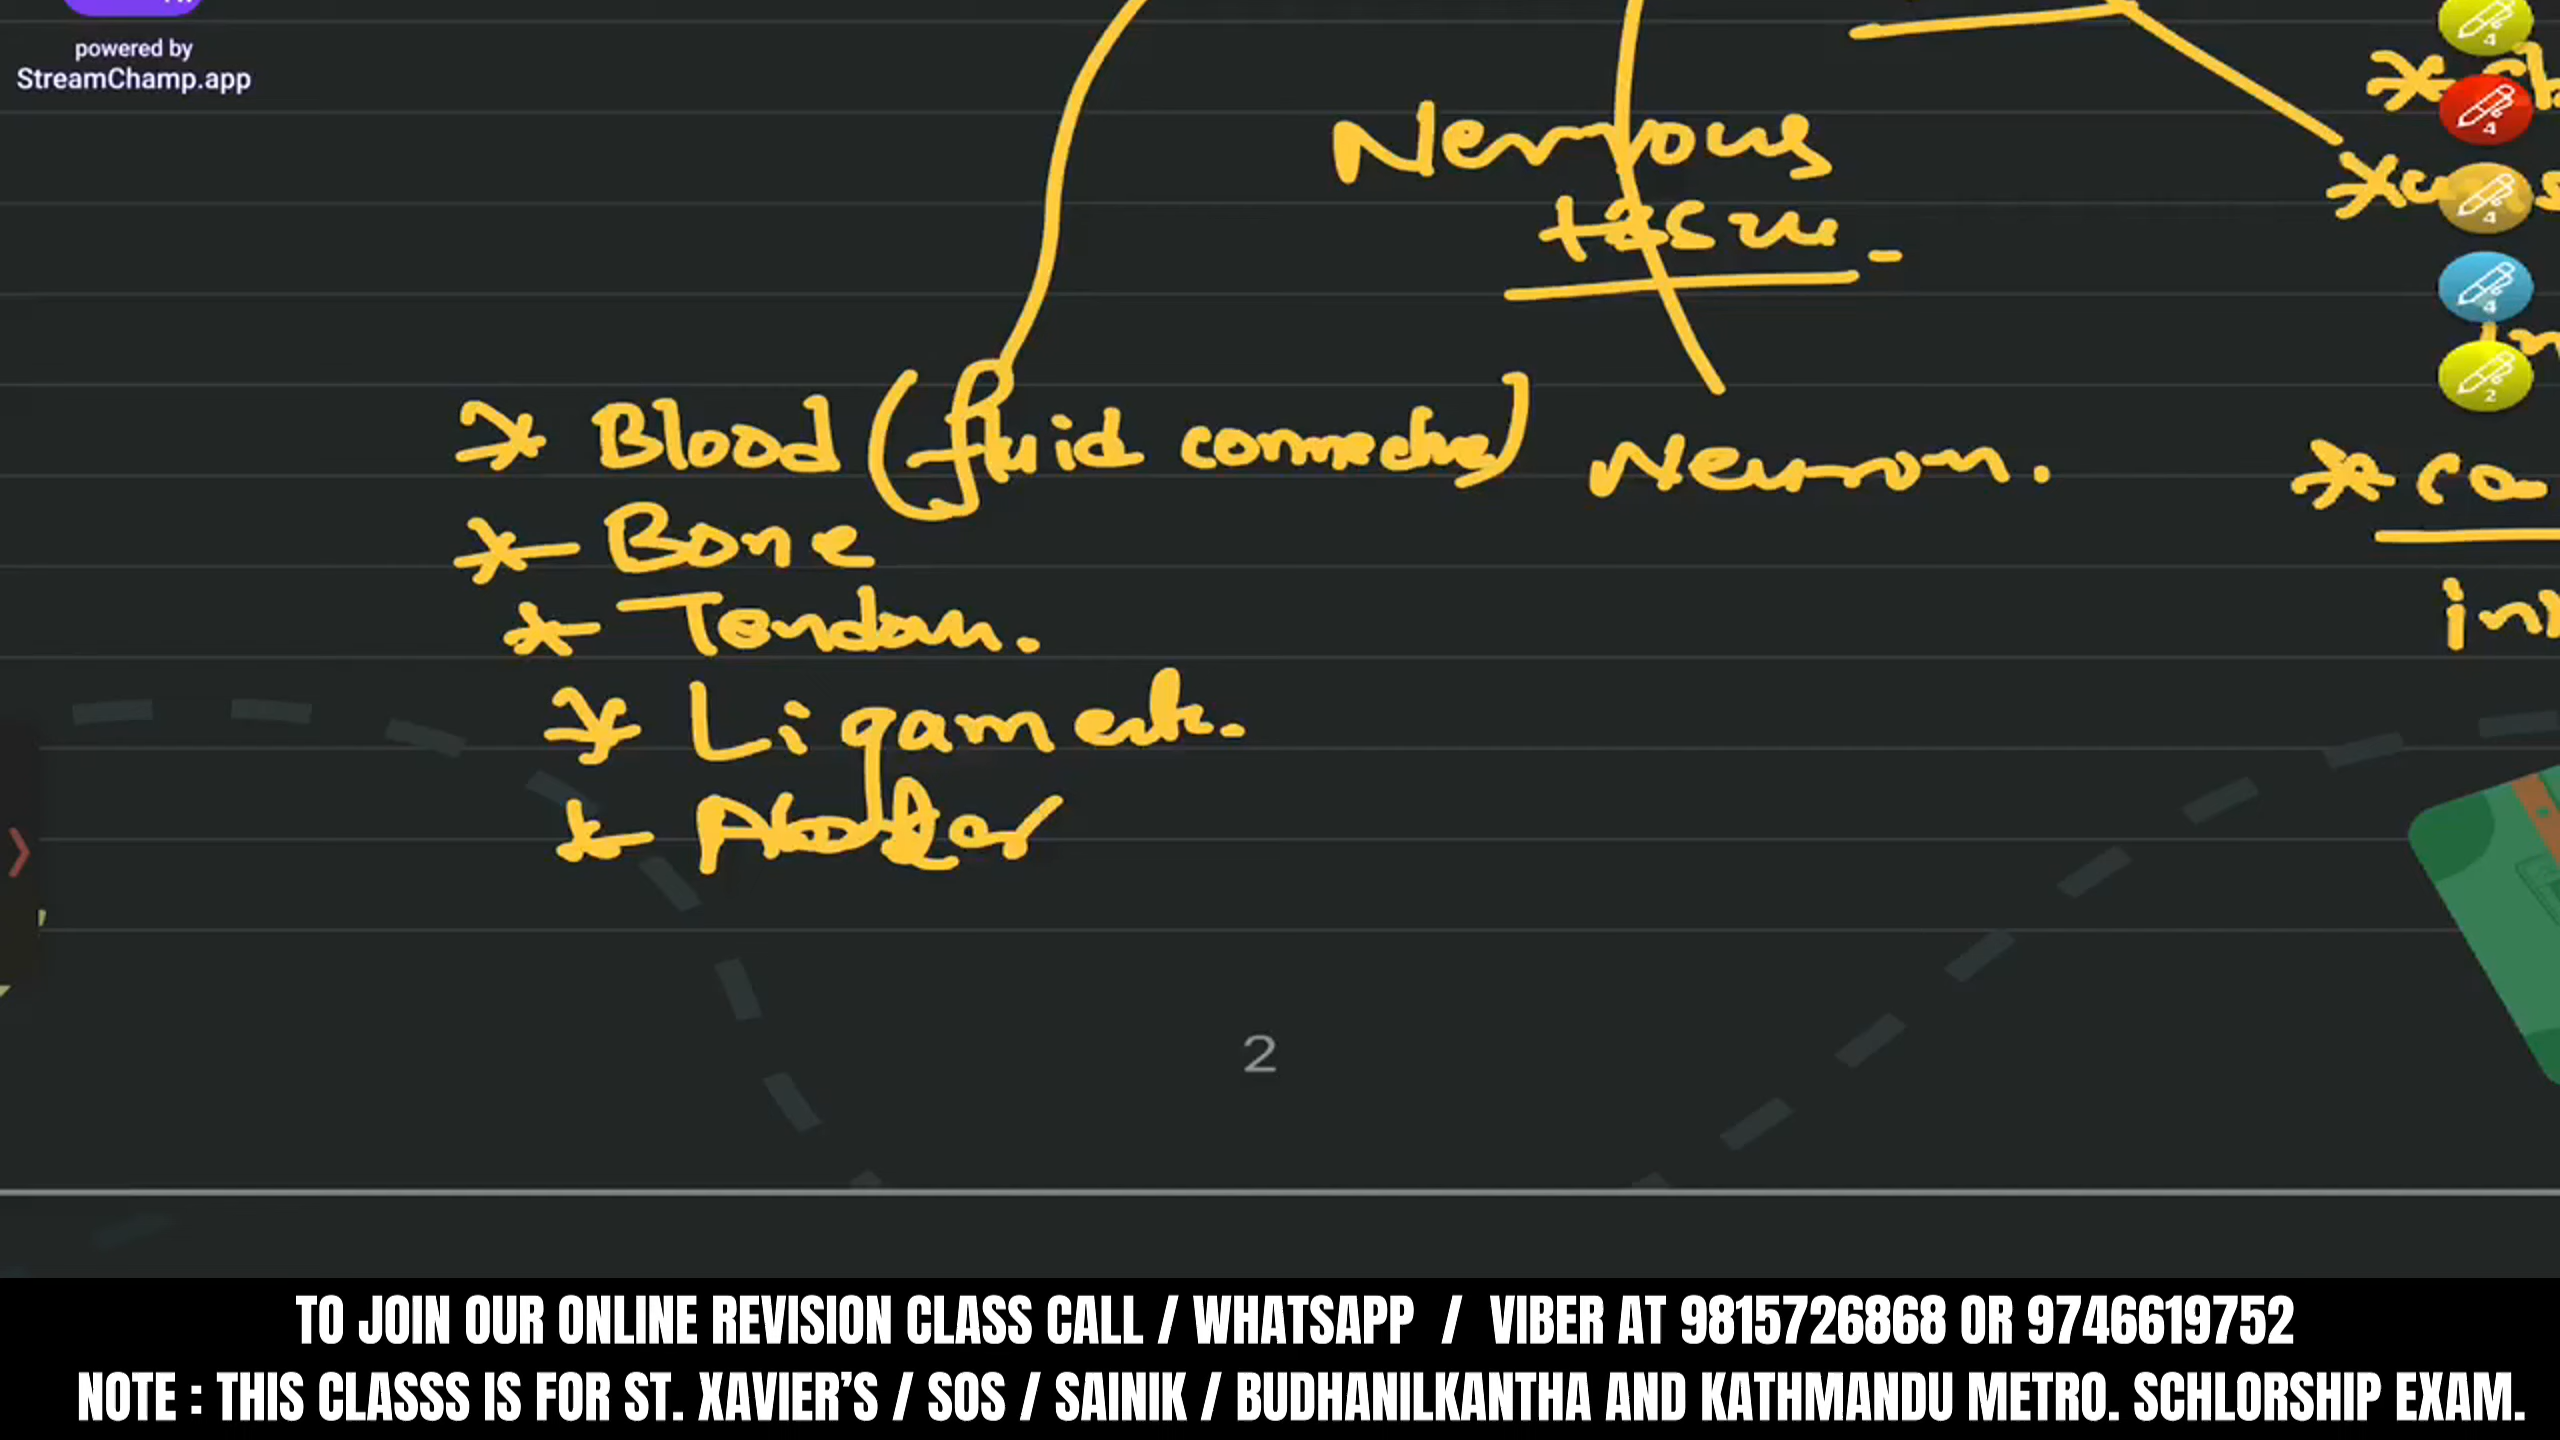 powered by
StreamChamp.app
Nervous
tissue
* Blood (fluid connective)
Neuron.
* Bone
* Tendon.
* Ligament.
* co
in
2
TO JOIN OUR ONLINE REVISION CLASS CALL / WHATSAPP / VIBER AT 9815726868 OR 9746619752
NOTE : THIS CLASSS IS FOR ST. XAVIER'S / SOS / SAINIK / BUDHANILKANTHA AND KATHMANDU METRO. SCHLORSHIP EXAM.